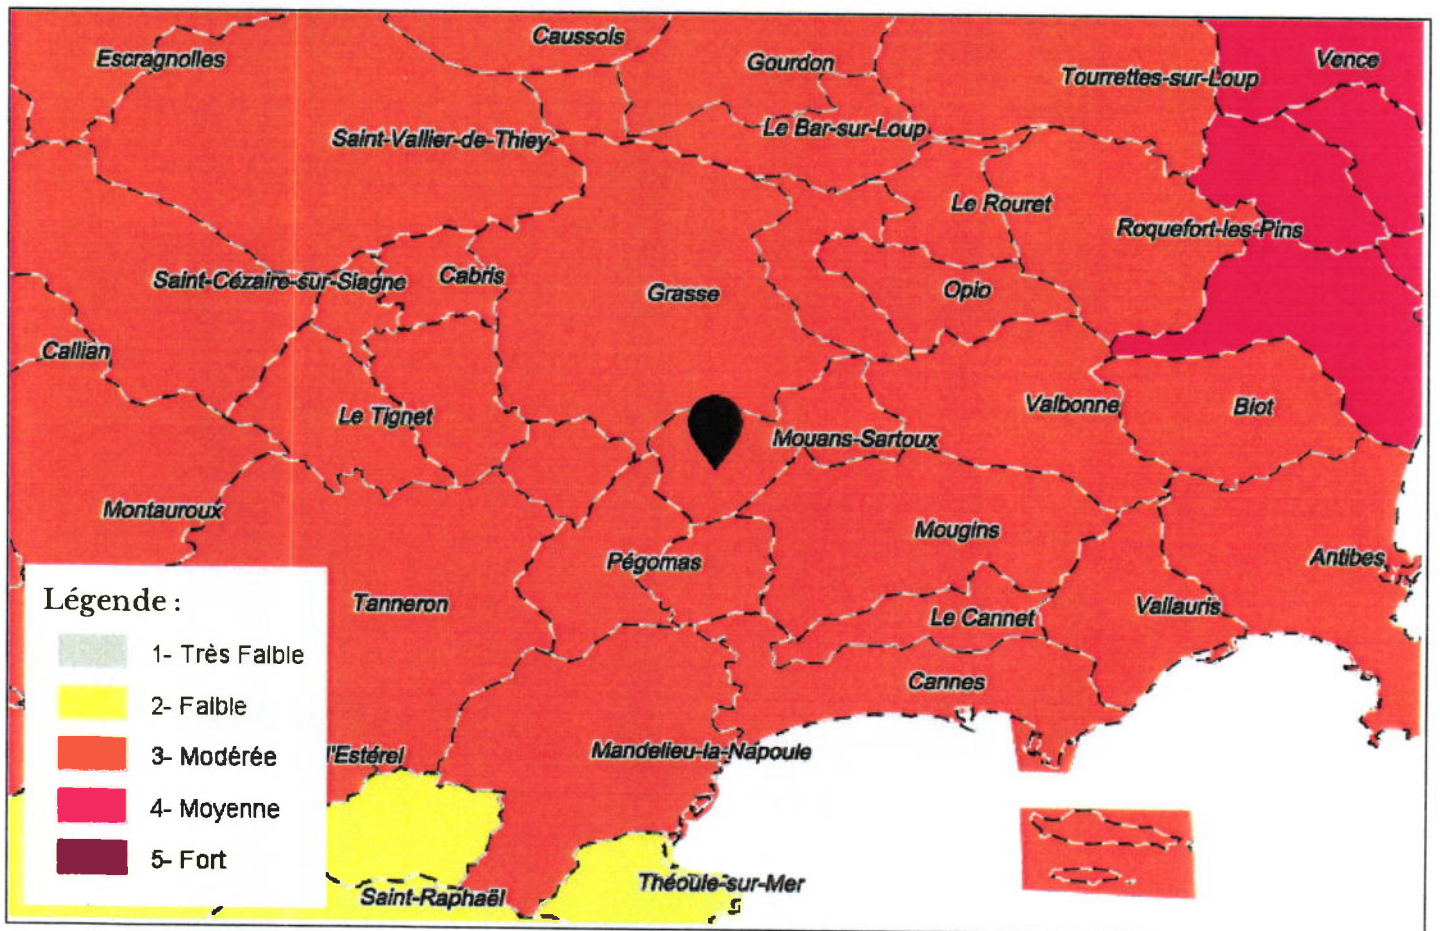 Caussols
Escragnolles
Gourdon
Vence
Tourrettes-sur-Loup
Saint-Vallier-de-Thiey
Le Bar-sur-Loup
Le Rouret
Roquefort-les-Pins
Saint-Cézaire-sur-Siagne
Cabris
Grasse
Opio
Callian
Le Tignet
Mouans-Sartoux
Valbonne
Biot
Montauroux
Mougins
Pégomas
Antibes
Tanneron
Le Cannet
Vallauris
Cannes
l'Estérel
Mandelieu-la-Napoule
Saint-Raphaël
Théoule-sur-Mer
Légende :
1- Très Faible
2- Faible
3- Modérée
4- Moyenne
5- Fort